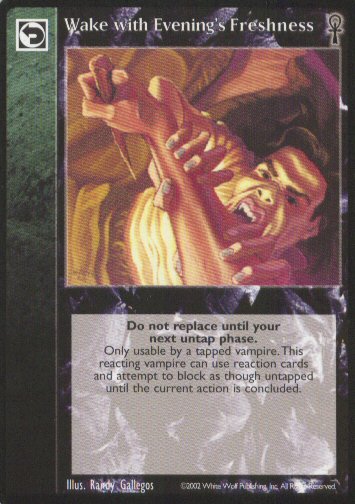 Wake with Evening's Freshness
Do not replace until your
next untap phase.
Only usable by a tapped vampire. This
reacting vampire can use reaction cards
and attempt to block as though untapped
until the current action is concluded.
Illus. Randy Gallegos
©2002 White Wolf Publishing, Inc. All Rights Reserved.